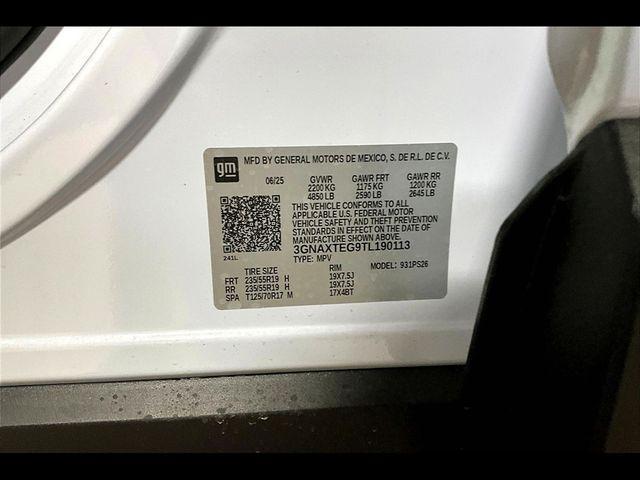 gm
MFD BY GENERAL MOTORS DE MEXICO, S. DE R.L. DE C.V.
06/25 GVWR GAWR FRT GAWR RR
2200 KG 1175 KG 1200 KG
4850 LB 2590 LB 2645 LB
THIS VEHICLE CONFORMS TO ALL
APPLICABLE U.S. FEDERAL MOTOR
VEHICLE SAFETY AND THEFT PREVENTION
STANDARDS IN EFFECT ON THE DATE OF
MANUFACTURE SHOWN ABOVE.
3GNAXTEG9TL190113
241L TYPE: MPV
TIRE SIZE RIM MODEL: 931PS26
FRT 235/55R19 H 19X7.5J
RR 235/55R19 H 19X7.5J
SPA T125/70R17 M 17X4BT